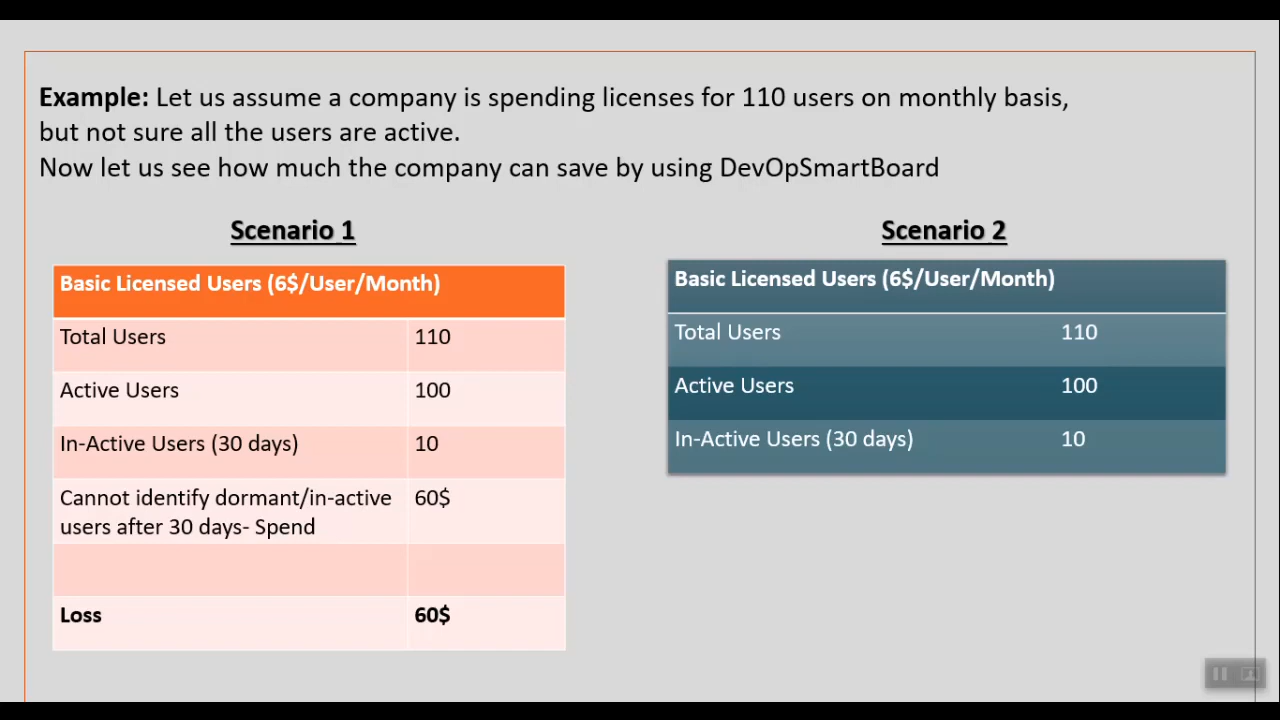 Example: Let us assume a company is spending licenses for 110 users on monthly basis,
but not sure all the users are active.
Now let us see how much the company can save by using DevOpSmartBoard
Scenario 1
Basic Licensed Users (6$/User/Month)
Total Users 110
Active Users 100
In-Active Users (30 days) 10
Cannot identify dormant/in-active 60$
users after 30 days- Spend
Loss 60$
Scenario 2
Basic Licensed Users (6$/User/Month)
Total Users 110
Active Users 100
In-Active Users (30 days) 10